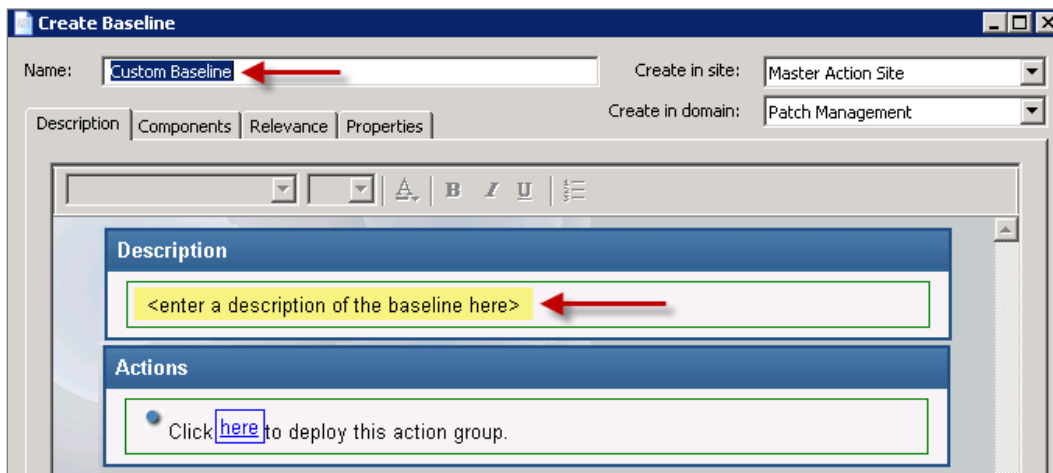 Create Baseline
Name: Custom Baseline Create in site: Master Action Site
Create in domain: Patch Management
Description Components Relevance Properties
A B I U
Description
<enter a description of the baseline here>
Actions
Click here to deploy this action group.